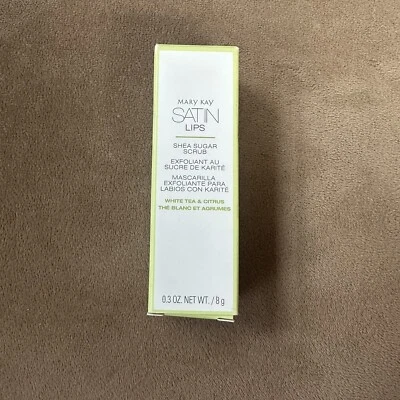 MARY KAY
SATIN
LIPS
SHEA SUGAR
SCRUB
EXFOLIANT AU
SUCRE DE KARITÉ
MASCARILLA
EXFOLIANTE PARA
LABIOS CON KARITÉ
WHITE TEA & CITRUS
THÉ BLANC ET AGRUMES
0.3 OZ. NET WT. / 8 g